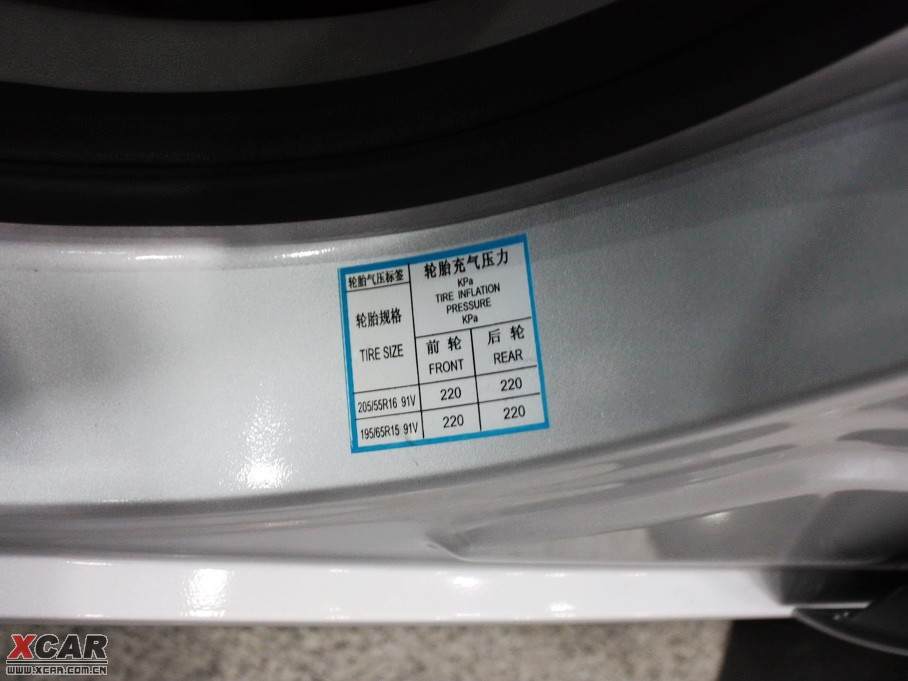 轮胎气压标签
轮胎充气压力
KPa
TIRE INFLATION
PRESSURE
KPa
轮胎规格
TIRE SIZE
前轮
FRONT
后轮
REAR
205/55R16 91V 220 220
195/65R15 91V 220 220
XCAR
WWW.XCAR.COM.CN